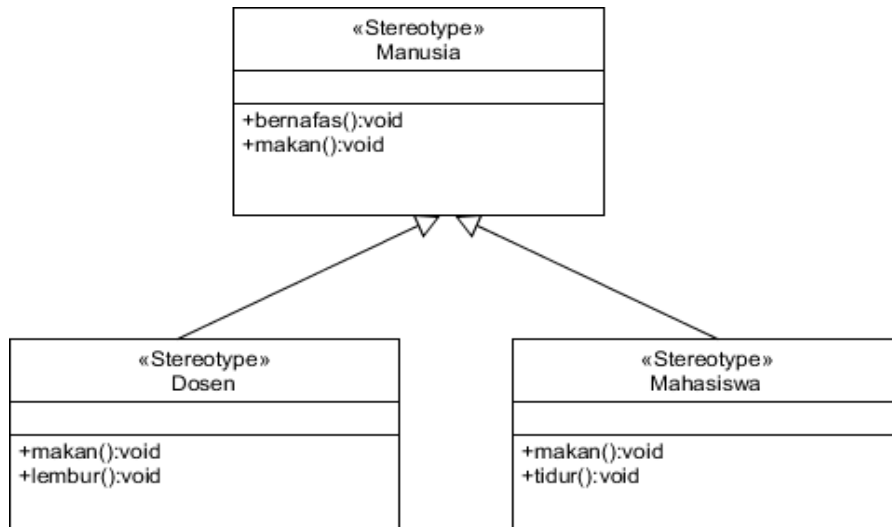 «Stereotype»
Manusia
+bernafas():void
+makan():void
«Stereotype»
Dosen
+makan():void
+lembur():void
«Stereotype»
Mahasiswa
+makan():void
+tidur():void